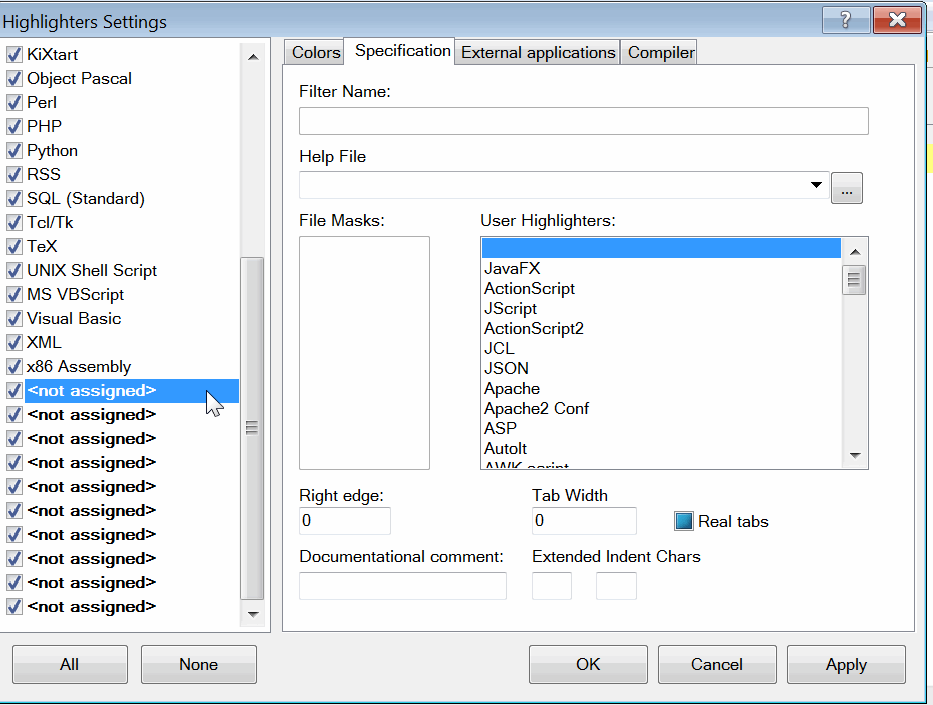 Highlighters Settings
?
KiXtart
Object Pascal
Perl
PHP
Python
RSS
SQL (Standard)
Tcl/Tk
TeX
UNIX Shell Script
MS VBScript
Visual Basic
XML
x86 Assembly
<not assigned>
<not assigned>
<not assigned>
<not assigned>
<not assigned>
<not assigned>
<not assigned>
<not assigned>
<not assigned>
<not assigned>
All None
Colors Specification External applications Compiler
Filter Name:
Help File
...
File Masks: User Highlighters:
JavaFX
ActionScript
JScript
ActionScript2
JCL
JSON
Apache
Apache2 Conf
ASP
AutoIt
AWK script
Right edge: Tab Width
0 0 Real tabs
Documentational comment: Extended Indent Chars
OK Cancel Apply